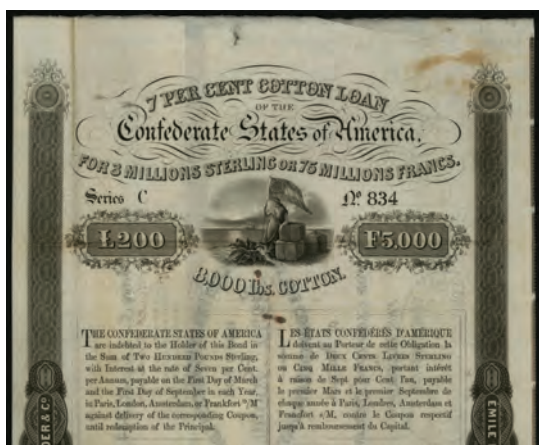 7 PER CENT COTTON LOAN
OF THE
Confederate States of America,
FOR 3 MILLIONS STERLING OR 75 MILLIONS FRANCS.
Series C
Nº 834
£200
F5,000
8,000 lbs. COTTON.
THE CONFEDERATE STATES OF AMERICA
are indebted to the Holder of this Bond in
the Sum of TWO HUNDRED POUNDS Sterling,
with Interest at the rate of Seven per Cent.
per Annum, payable on the First Day of March
and the First Day of September in each Year,
in Paris, London, Amsterdam, or Frankfort º/M
against delivery of the corresponding Coupon,
until redemption of the Principal.
LES ÉTATS CONFÉDÉRÉS D'AMÉRIQUE
doivent au Porteur de cette Obligation la
somme de DEUX CENTS LIVRES STERLING
ou CINQ MILLE FRANCS, portant intérêt
à raison de Sept pour Cent l'an, payable
le premier Mars et le premier Septembre de
chaque année à Paris, Londres, Amsterdam et
Francfort º/M, contre le Coupon respectif
jusqu'à remboursement du Capital.
DER & Cº
EMILE